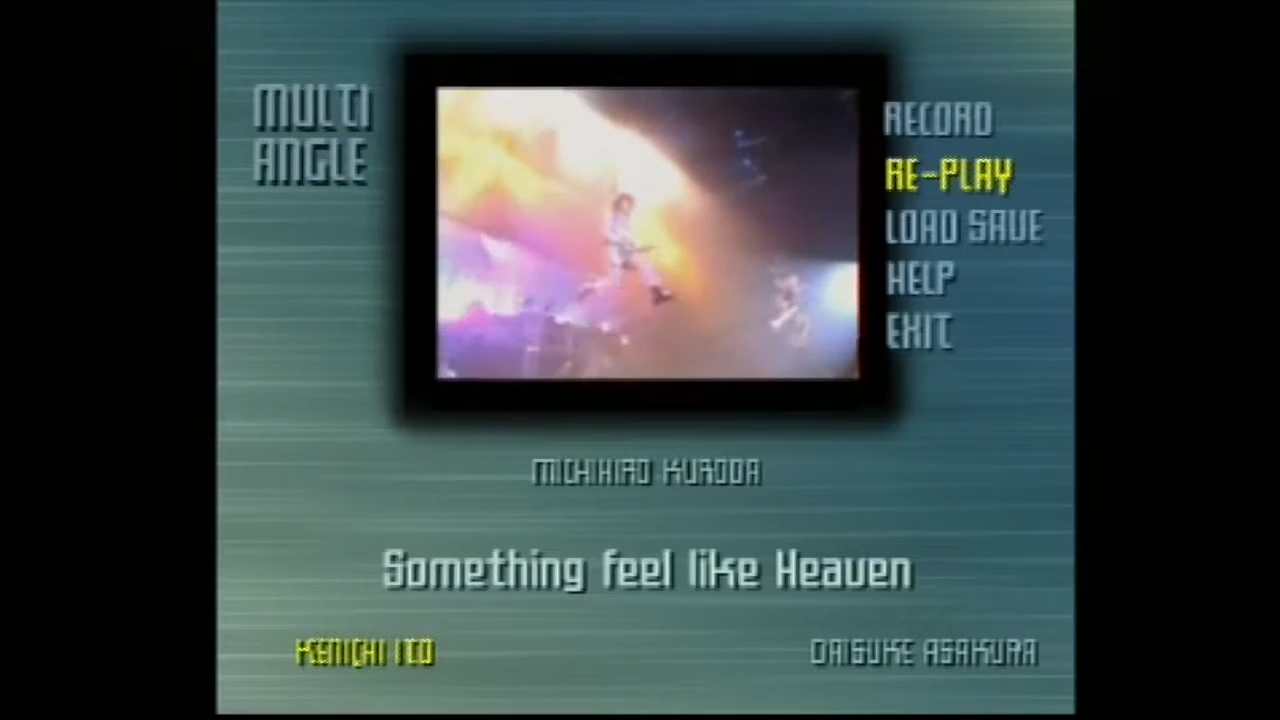 MULTI
ANGLE
RECORD
RE-PLAY
LOAD SAVE
HELP
EXIT
MICHIHIRO KURODA
Something feel like Heaven
KENICHI ITO
DAISUKE ASAKURA